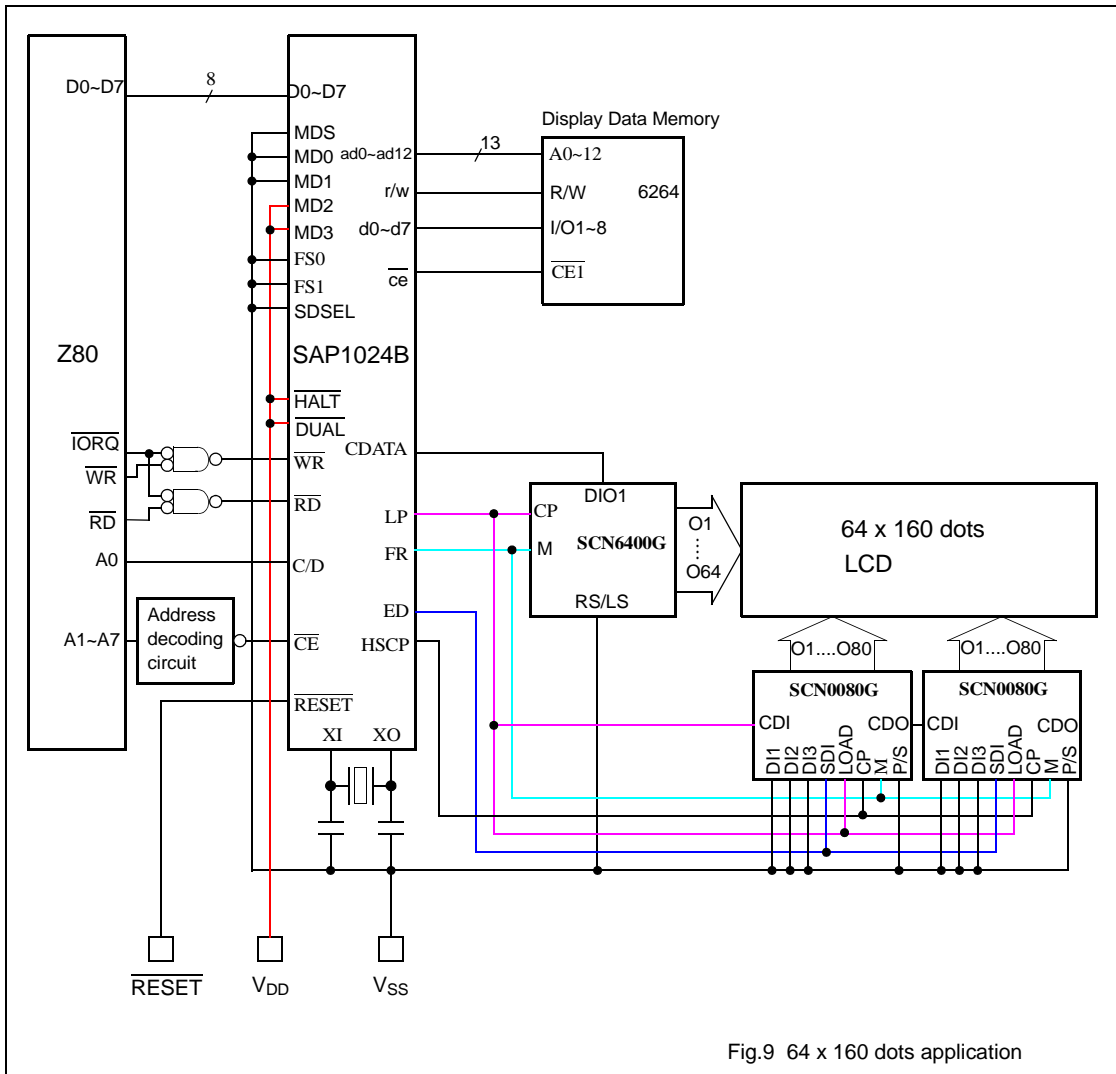 D0~D7
8
D0~D7
MDS
MD0
MD1
MD2
MD3
FS0
FS1
SDSEL
ad0~ad12
r/w
d0~d7
ce
13
Display Data Memory
A0~12
R/W
6264
I/O1~8
CE1
Z80
SAP1024B
HALT
DUAL
IORQ
WR
RD
WR
RD
A0
C/D
A1~A7
Address
decoding
circuit
CE
RESET
XI
XO
CDATA
LP
FR
ED
HSCP
DIO1
CP
SCN6400G
M
RS/LS
O1
.....
O64
64 x 160 dots
LCD
O1....O80
O1....O80
SCN0080G
CDI
CDO
DI1
DI2
DI3
SDI
LOAD
CP
M
P/S
SCN0080G
CDI
CDO
DI1
DI2
DI3
SDI
LOAD
CP
M
P/S
RESET
VDD
VSS
Fig.9 64 x 160 dots application